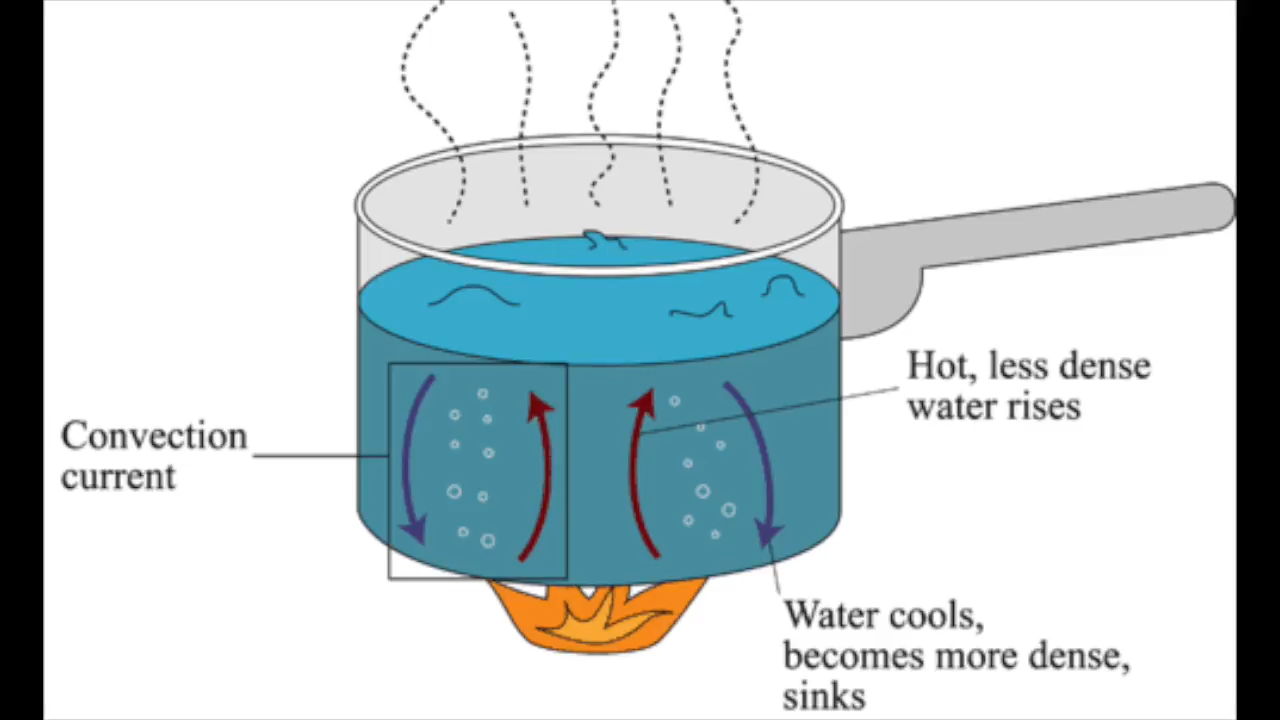 Hot, less dense
water rises
Convection
current
Water cools,
becomes more dense,
sinks